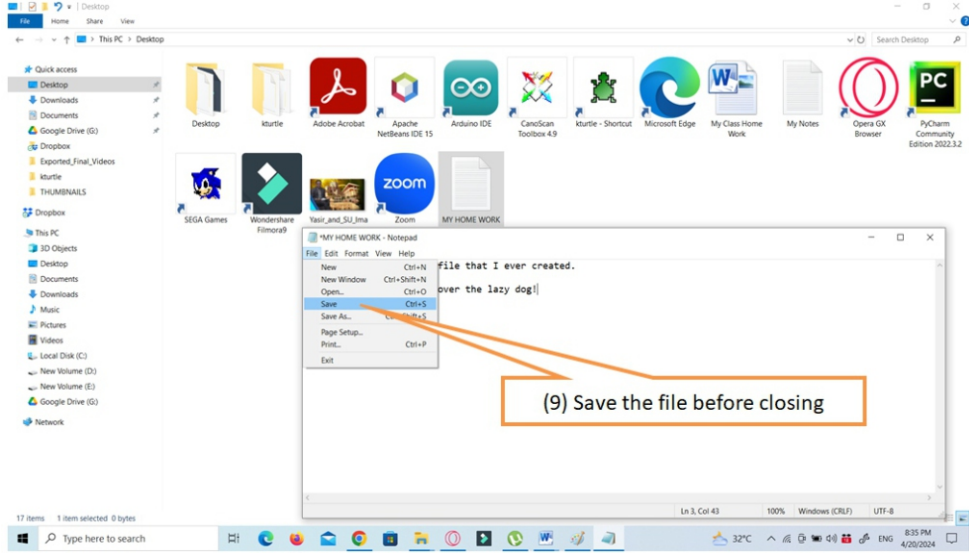 Desktop
File Home Share View
This PC > Desktop
Search Desktop
Quick access
Desktop
Downloads
Documents
Google Drive (G:)
Dropbox
Exported_Final_Videos
kturtle
THUMBNAILS
Dropbox
This PC
3D Objects
Desktop
Documents
Downloads
Music
Pictures
Videos
Local Disk (C:)
New Volume (D:)
New Volume (E:)
Google Drive (G:)
Network
Desktop
kturtle
Adobe Acrobat
Apache
NetBeans IDE 15
Arduino IDE
CanoScan
Toolbox 4.9
kturtle - Shortcut
Microsoft Edge
My Class Home
Work
My Notes
Opera GX
Browser
PC
PyCharm
Community
Edition 2022.3.2
SEGA Games
Wondershare
Filmora9
Yasir_and_SU_Ima
zoom
Zoom
MY HOME WORK
*MY HOME WORK - Notepad
File Edit Format View Help
file that I ever created.
over the lazy dog!
New Ctrl+N
New Window Ctrl+Shift+N
Open... Ctrl+O
Save Ctrl+S
Save As... Shift+S
Page Setup...
Print... Ctrl+P
Exit
(9) Save the file before closing
Ln 3, Col 43 100% Windows (CRLF) UTF-8
17 items 1 item selected 0 bytes
Type here to search
32°C ENG 8:35 PM
4/20/2024